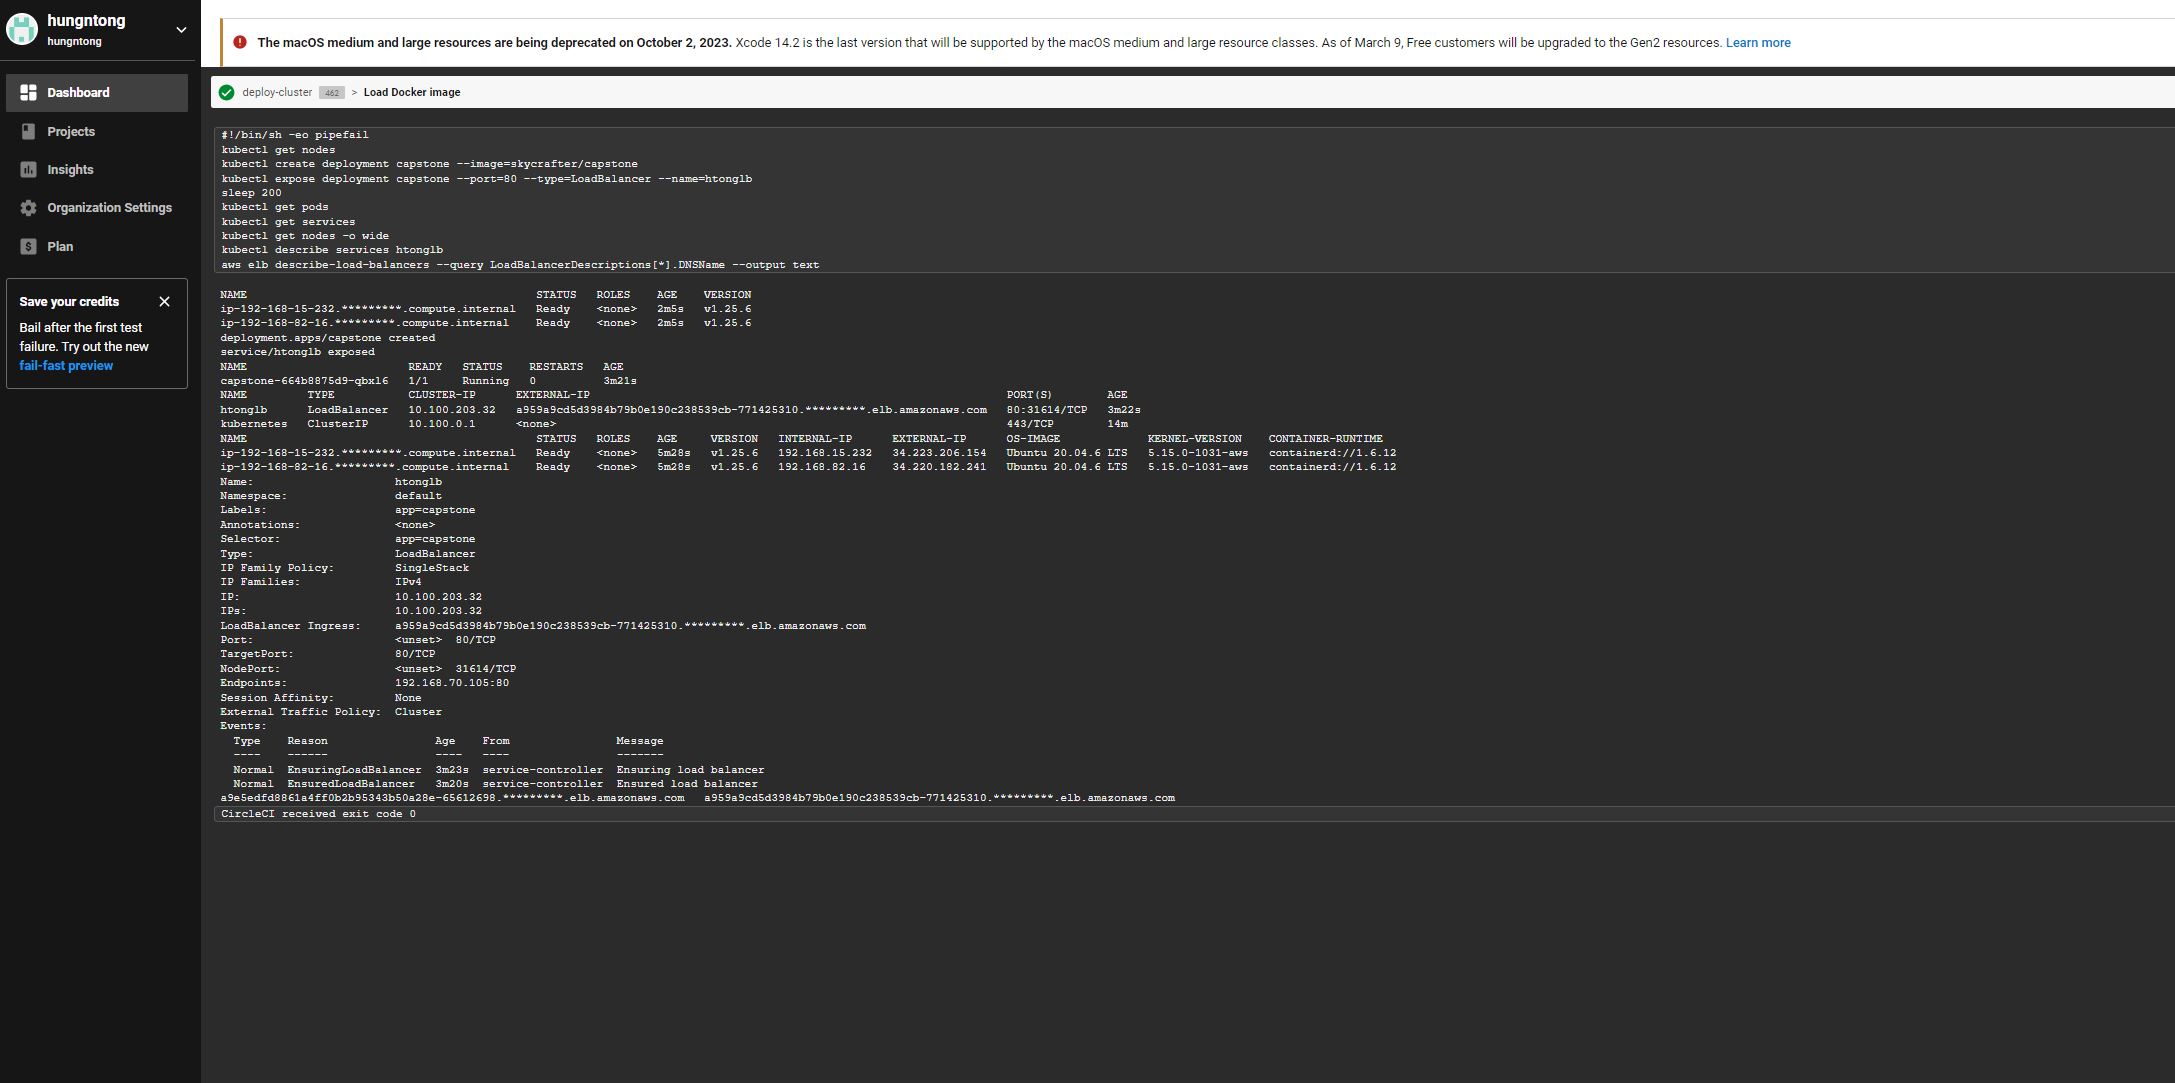 hungntong
hungntong
Dashboard
Projects
Insights
Organization Settings
Plan
Save your credits
Bail after the first test
failure. Try out the new
fail-fast preview
The macOS medium and large resources are being deprecated on October 2, 2023. Xcode 14.2 is the last version that will be supported by the macOS medium and large resource classes. As of March 9, Free customers will be upgraded to the Gen2 resources. Learn more
deploy-cluster 462 > Load Docker image
#!/bin/sh -eo pipefail
kubectl get nodes
kubectl create deployment capstone --image=skycrafter/capstone
kubectl expose deployment capstone --port=80 --type=LoadBalancer --name=htonglb
sleep 200
kubectl get pods
kubectl get services
kubectl get nodes -o wide
kubectl describe services htonglb
aws elb describe-load-balancers --query LoadBalancerDescriptions[*].DNSName --output text
NAME STATUS ROLES AGE VERSION
ip-192-168-15-232.*********.compute.internal Ready <none> 2m5s v1.25.6
ip-192-168-82-16.*********.compute.internal Ready <none> 2m5s v1.25.6
deployment.apps/capstone created
service/htonglb exposed
NAME READY STATUS RESTARTS AGE
capstone-664b8875d9-qbxl6 1/1 Running 0 3m21s
NAME TYPE CLUSTER-IP EXTERNAL-IP PORT(S) AGE
htonglb LoadBalancer 10.100.203.32 a959a9cd5d3984b79b0e190c238539cb-771425310.*********.elb.amazonaws.com 80:31614/TCP 3m22s
kubernetes ClusterIP 10.100.0.1 <none> 443/TCP 14m
NAME STATUS ROLES AGE VERSION INTERNAL-IP EXTERNAL-IP OS-IMAGE KERNEL-VERSION CONTAINER-RUNTIME
ip-192-168-15-232.*********.compute.internal Ready <none> 5m28s v1.25.6 192.168.15.232 34.223.206.154 Ubuntu 20.04.6 LTS 5.15.0-1031-aws containerd://1.6.12
ip-192-168-82-16.*********.compute.internal Ready <none> 5m28s v1.25.6 192.168.82.16 34.220.182.241 Ubuntu 20.04.6 LTS 5.15.0-1031-aws containerd://1.6.12
Name: htonglb
Namespace: default
Labels: app=capstone
Annotations: <none>
Selector: app=capstone
Type: LoadBalancer
IP Family Policy: SingleStack
IP Families: IPv4
IP: 10.100.203.32
IPs: 10.100.203.32
LoadBalancer Ingress: a959a9cd5d3984b79b0e190c238539cb-771425310.*********.elb.amazonaws.com
Port: <unset> 80/TCP
TargetPort: 80/TCP
NodePort: <unset> 31614/TCP
Endpoints: 192.168.70.105:80
Session Affinity: None
External Traffic Policy: Cluster
Events:
Type Reason Age From Message
---- ------ ---- ---- -------
Normal EnsuringLoadBalancer 3m23s service-controller Ensuring load balancer
Normal EnsuredLoadBalancer 3m20s service-controller Ensured load balancer
a9e5edfd8861a4ff0b2b95343b50a28e-65612698.*********.elb.amazonaws.com a959a9cd5d3984b79b0e190c238539cb-771425310.*********.elb.amazonaws.com
CircleCI received exit code 0